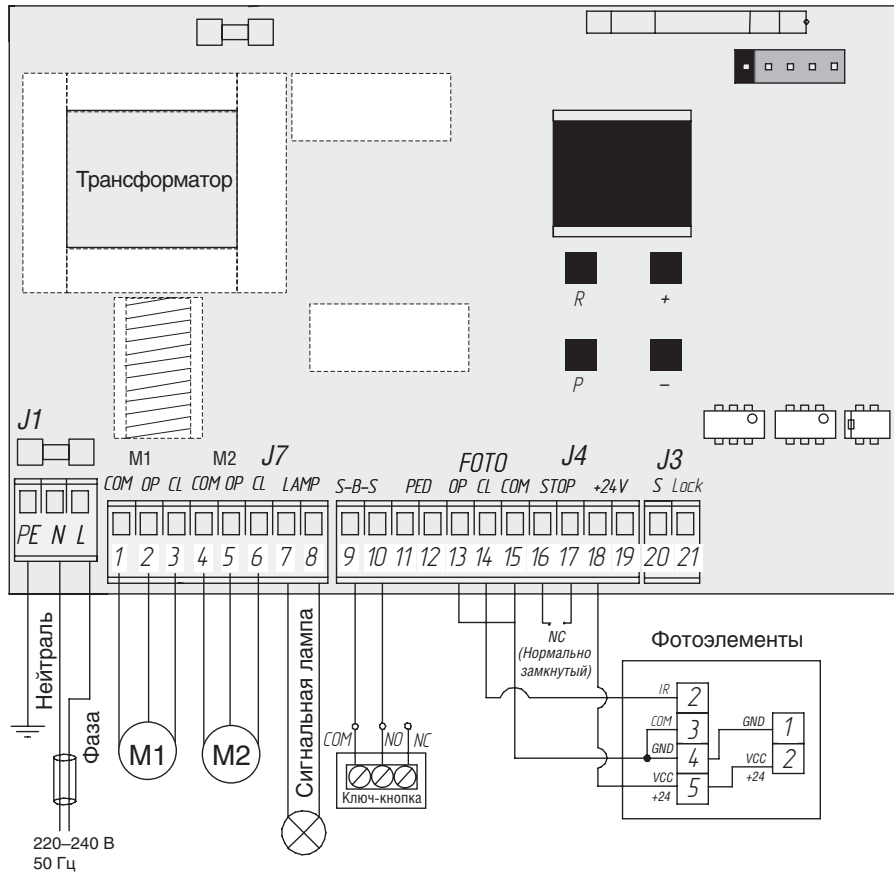 Трансформатор
R +
P –
J1
M1 M2 J7 FOTO J4 J3
COM OP CL COM OP CL LAMP S-B-S PED OP CL COM STOP +24V S Lock
PE N L
1 2 3 4 5 6 7 8 9 10 11 12 13 14 15 16 17 18 19 20 21
Нейтраль
Фаза
220–240 В
50 Гц
M1
M2
Сигнальная лампа
COM NO NC
Ключ-кнопка
NC
(Нормально
замкнутый)
Фотоэлементы
IR 2
COM 3 GND 1
GND 4 VCC 2
VCC 5 +24
+24